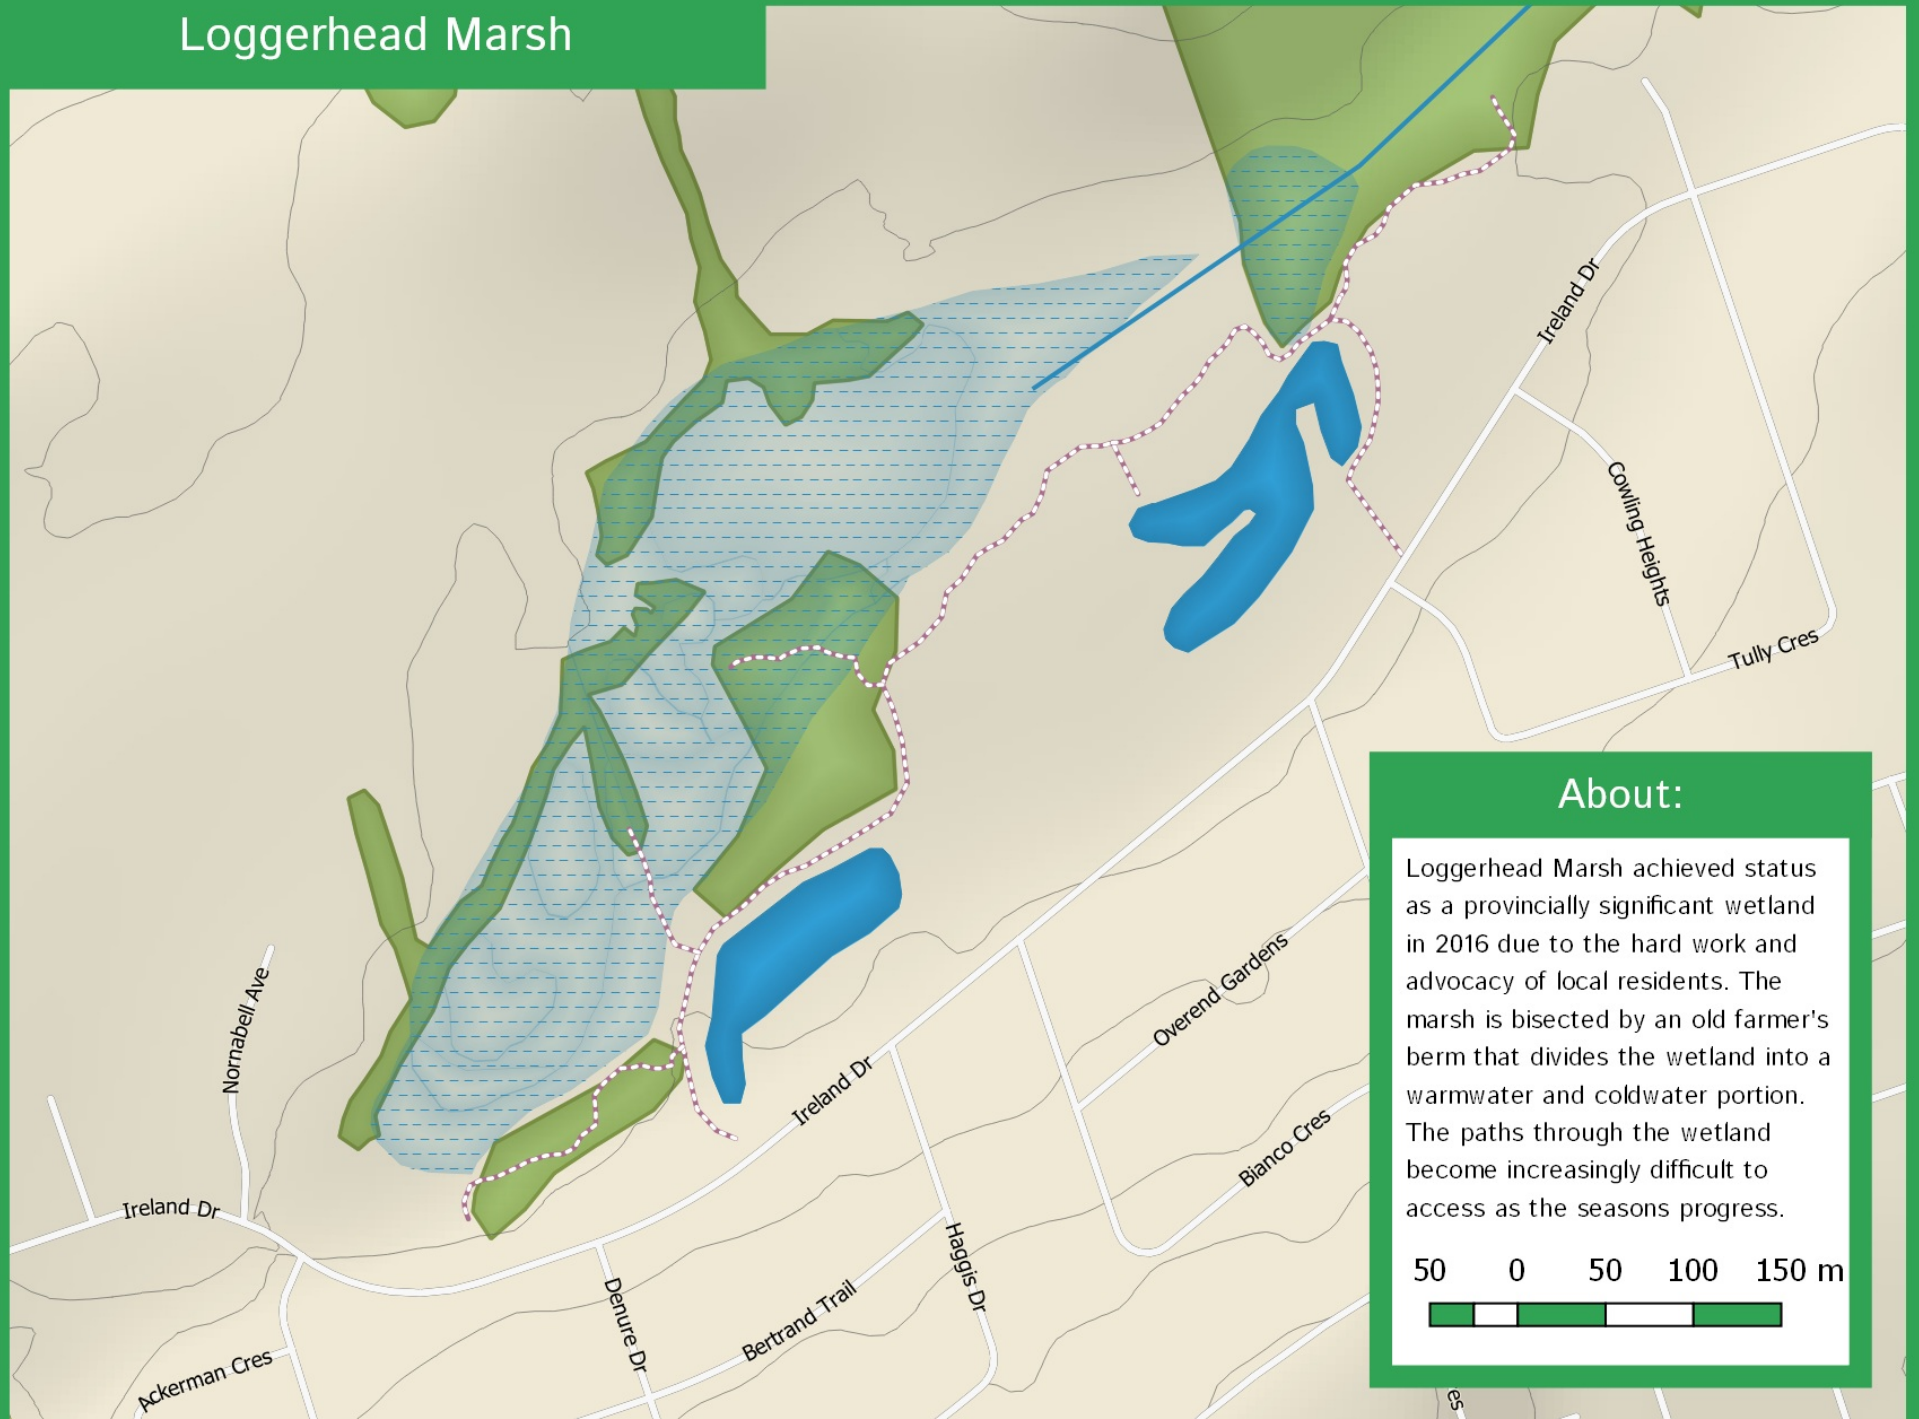 Loggerhead Marsh
Ireland Dr
Cowling Heights
Tully Cres
Nornabell Ave
Overend Gardens
Ireland Dr
Bianco Cres
Ireland Dr
Haggis Dr
Denure Dr
Bertrand Trail
Ackerman Cres
es
About:
Loggerhead Marsh achieved status
as a provincially significant wetland
in 2016 due to the hard work and
advocacy of local residents. The
marsh is bisected by an old farmer's
berm that divides the wetland into a
warmwater and coldwater portion.
The paths through the wetland
become increasingly difficult to
access as the seasons progress.
50 0 50 100 150 m